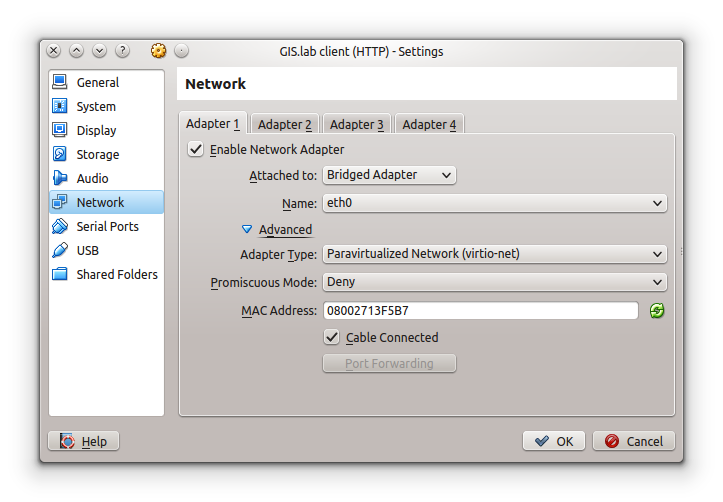 GIS.lab client (HTTP) - Settings
General
System
Display
Storage
Audio
Network
Serial Ports
USB
Shared Folders
Network
Adapter 1 Adapter 2 Adapter 3 Adapter 4
Enable Network Adapter
Attached to: Bridged Adapter
Name: eth0
Advanced
Adapter Type: Paravirtualized Network (virtio-net)
Promiscuous Mode: Deny
MAC Address: 08002713F5B7
Cable Connected
Port Forwarding
Help OK Cancel